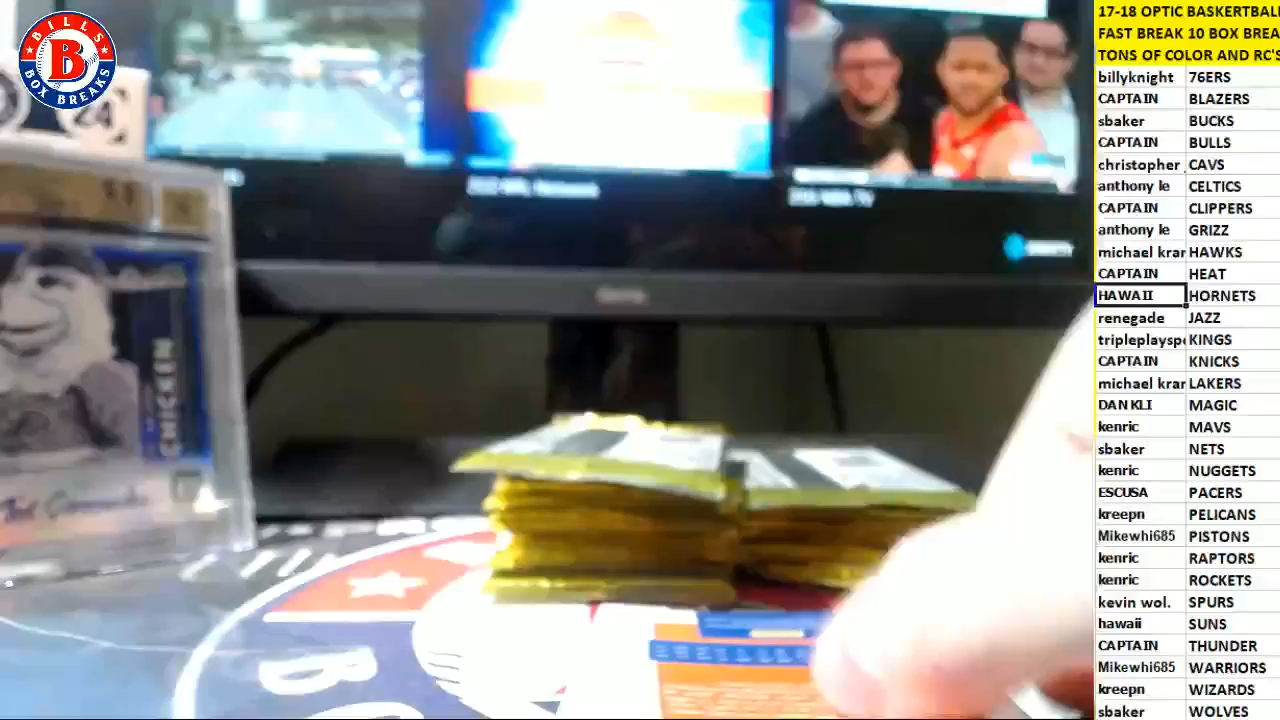 BILLS
B
BOX BREAKS
24
CHICKEN
17-18 OPTIC BASKERTBALL
FAST BREAK 10 BOX BREA
TONS OF COLOR AND RC'S
billyknight 76ERS
CAPTAIN BLAZERS
sbaker BUCKS
CAPTAIN BULLS
christopher CAVS
anthony le CELTICS
CAPTAIN CLIPPERS
anthony le GRIZZ
michael krar HAWKS
CAPTAIN HEAT
HAWAII HORNETS
renegade JAZZ
tripleplayspo KINGS
CAPTAIN KNICKS
michael krar LAKERS
DAN KLI MAGIC
kenric MAVS
sbaker NETS
kenric NUGGETS
ESCUSA PACERS
kreepn PELICANS
Mikewhi685 PISTONS
kenric RAPTORS
kenric ROCKETS
kevin wol. SPURS
hawaii SUNS
CAPTAIN THUNDER
Mikewhi685 WARRIORS
kreepn WIZARDS
sbaker WOLVES